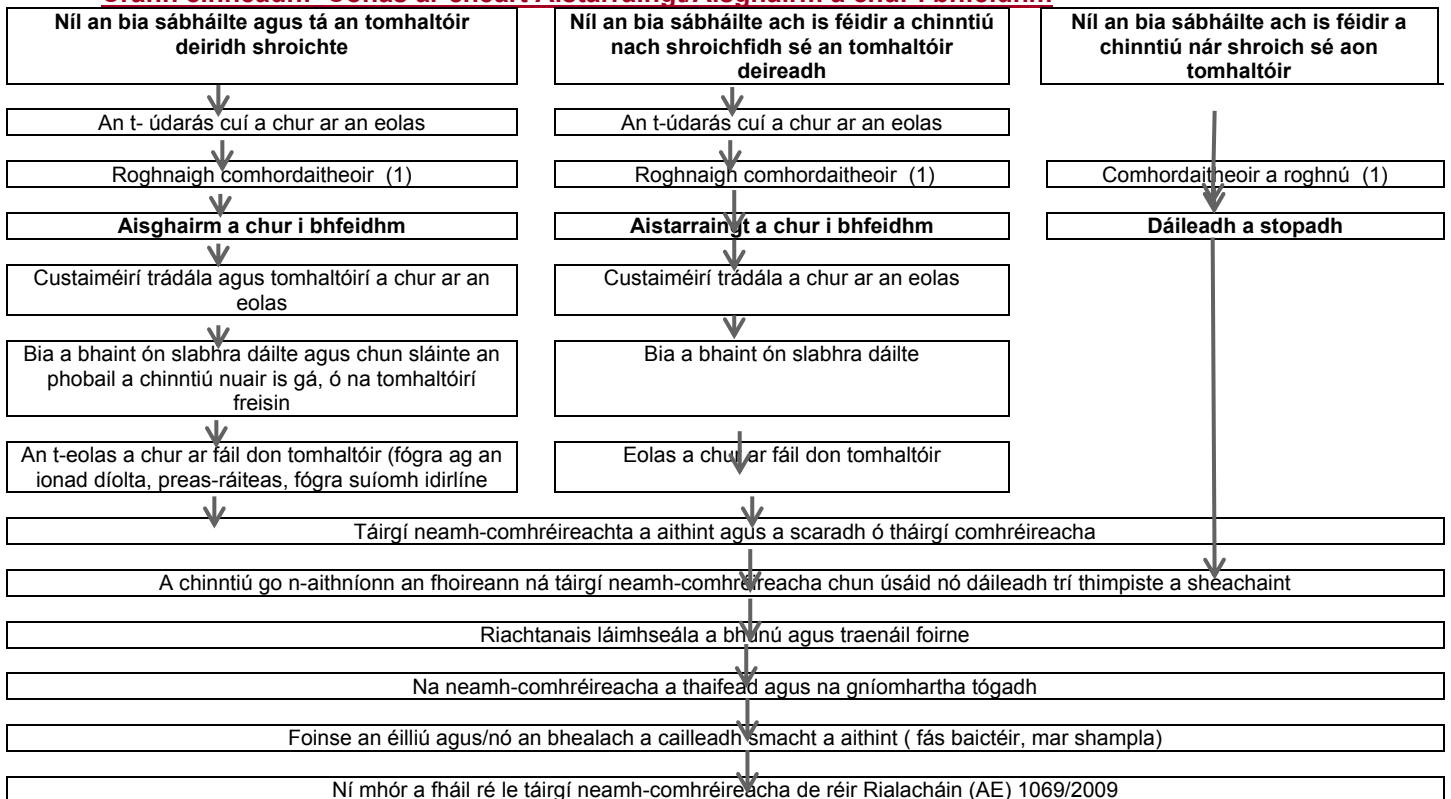 Crann cinneadh- Conas ar cheart Aistarraingt/Aisghairm a chur i bhfeidhm
Níl an bia sábháilte agus tá an tomhaltóir
deiridh shroichte
Níl an bia sábháilte ach is féidir a chinntiú
nach shroichfidh sé an tomhaltóir
deireadh
Níl an bia sábháilte ach is féidir a
chinntiú nár shroich sé aon
tomhaltóir
An t- údarás cuí a chur ar an eolas
An t-údarás cuí a chur ar an eolas
Roghnaigh comhordaitheoir (1)
Roghnaigh comhordaitheoir (1)
Comhordaitheoir a roghnú (1)
Aisghairm a chur i bhfeidhm
Aistarraingt a chur i bhfeidhm
Dáileadh a stopadh
Custaiméirí trádála agus tomhaltóirí a chur ar an
eolas
Custaiméirí trádála a chur ar an eolas
Bia a bhaint ón slabhra dáilte agus chun sláinte an
phobail a chinntiú nuair is gá, ó na tomhaltóirí
freisin
Bia a bhaint ón slabhra dáilte
An t-eolas a chur ar fáil don tomhaltóir (fógra ag an
ionad díolta, preas-ráiteas, fógra suíomh idirlíne
Eolas a chur ar fáil don tomhaltóir
Táirgí neamh-comhréireachta a aithint agus a scaradh ó tháirgí comhréireacha
A chinntiú go n-aithníonn an fhoireann ná táirgí neamh-comhréireacha chun úsáid nó dáileadh trí thimpiste a sheachaint
Riachtanais láimhseála a bhunú agus traenáil foirne
Na neamh-comhréireacha a thaifead agus na gníomhartha tógadh
Foinse an éilliú agus/nó an bhealach a cailleadh smacht a aithint ( fás baictéir, mar shampla)
Ní mhór a fháil ré le táirgí neamh-comhréireacha de réir Rialacháin (AE) 1069/2009